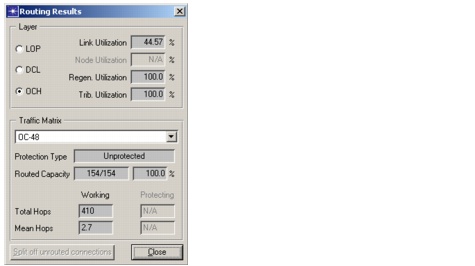 Routing Results
Layer
LOP
DCL
OCH
Link Utilization 44.57 %
Node Utilization N/A %
Regen. Utilization 100.0 %
Trib. Utilization 100.0 %
Traffic Matrix
OC-48
Protection Type Unprotected
Routed Capacity 154/154 100.0 %
Working Protecting
Total Hops 410 N/A
Mean Hops 2.7 N/A
Split off unrouted connections Close